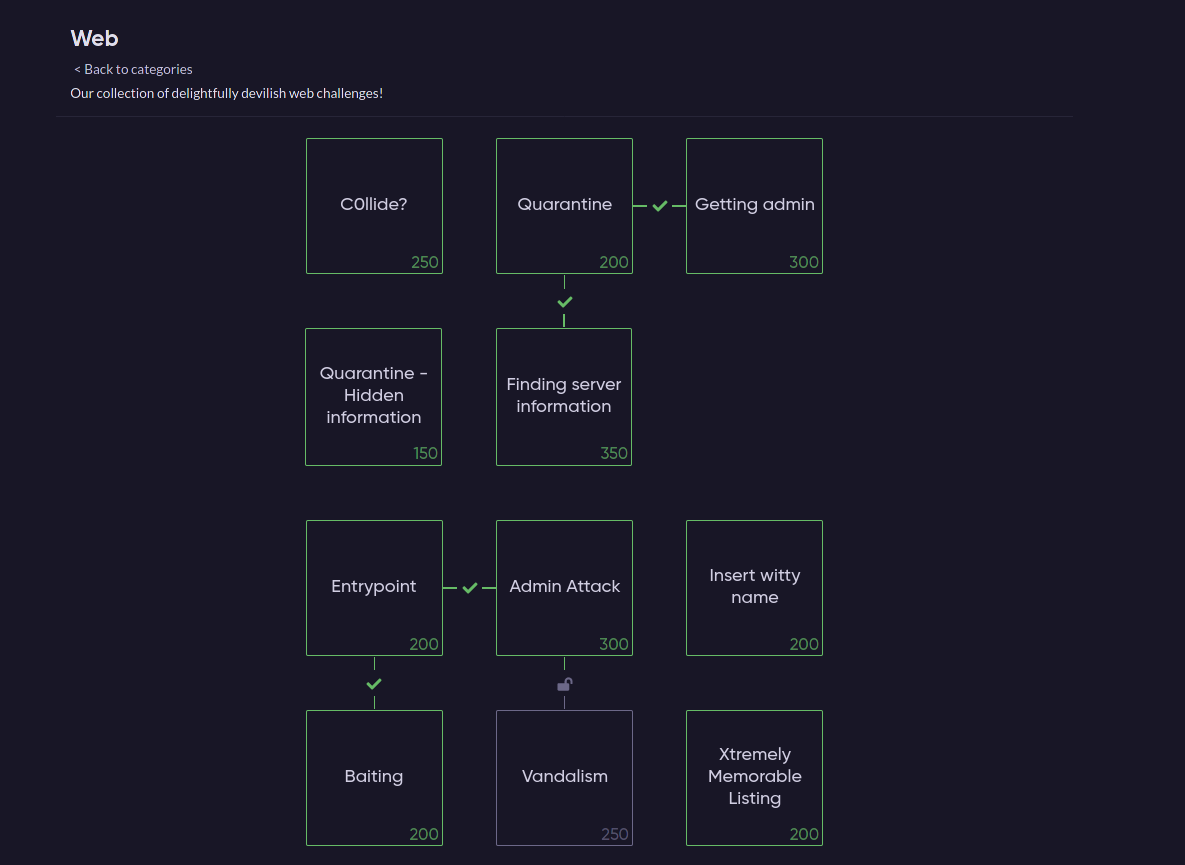 Web
< Back to categories
Our collection of delightfully devilish web challenges!
C0llide?
250
Quarantine
200
Getting admin
300
Quarantine -
Hidden
information
150
Finding server
information
350
Entrypoint
200
Admin Attack
300
Insert witty
name
200
Baiting
200
Vandalism
250
Xtremely
Memorable
Listing
200